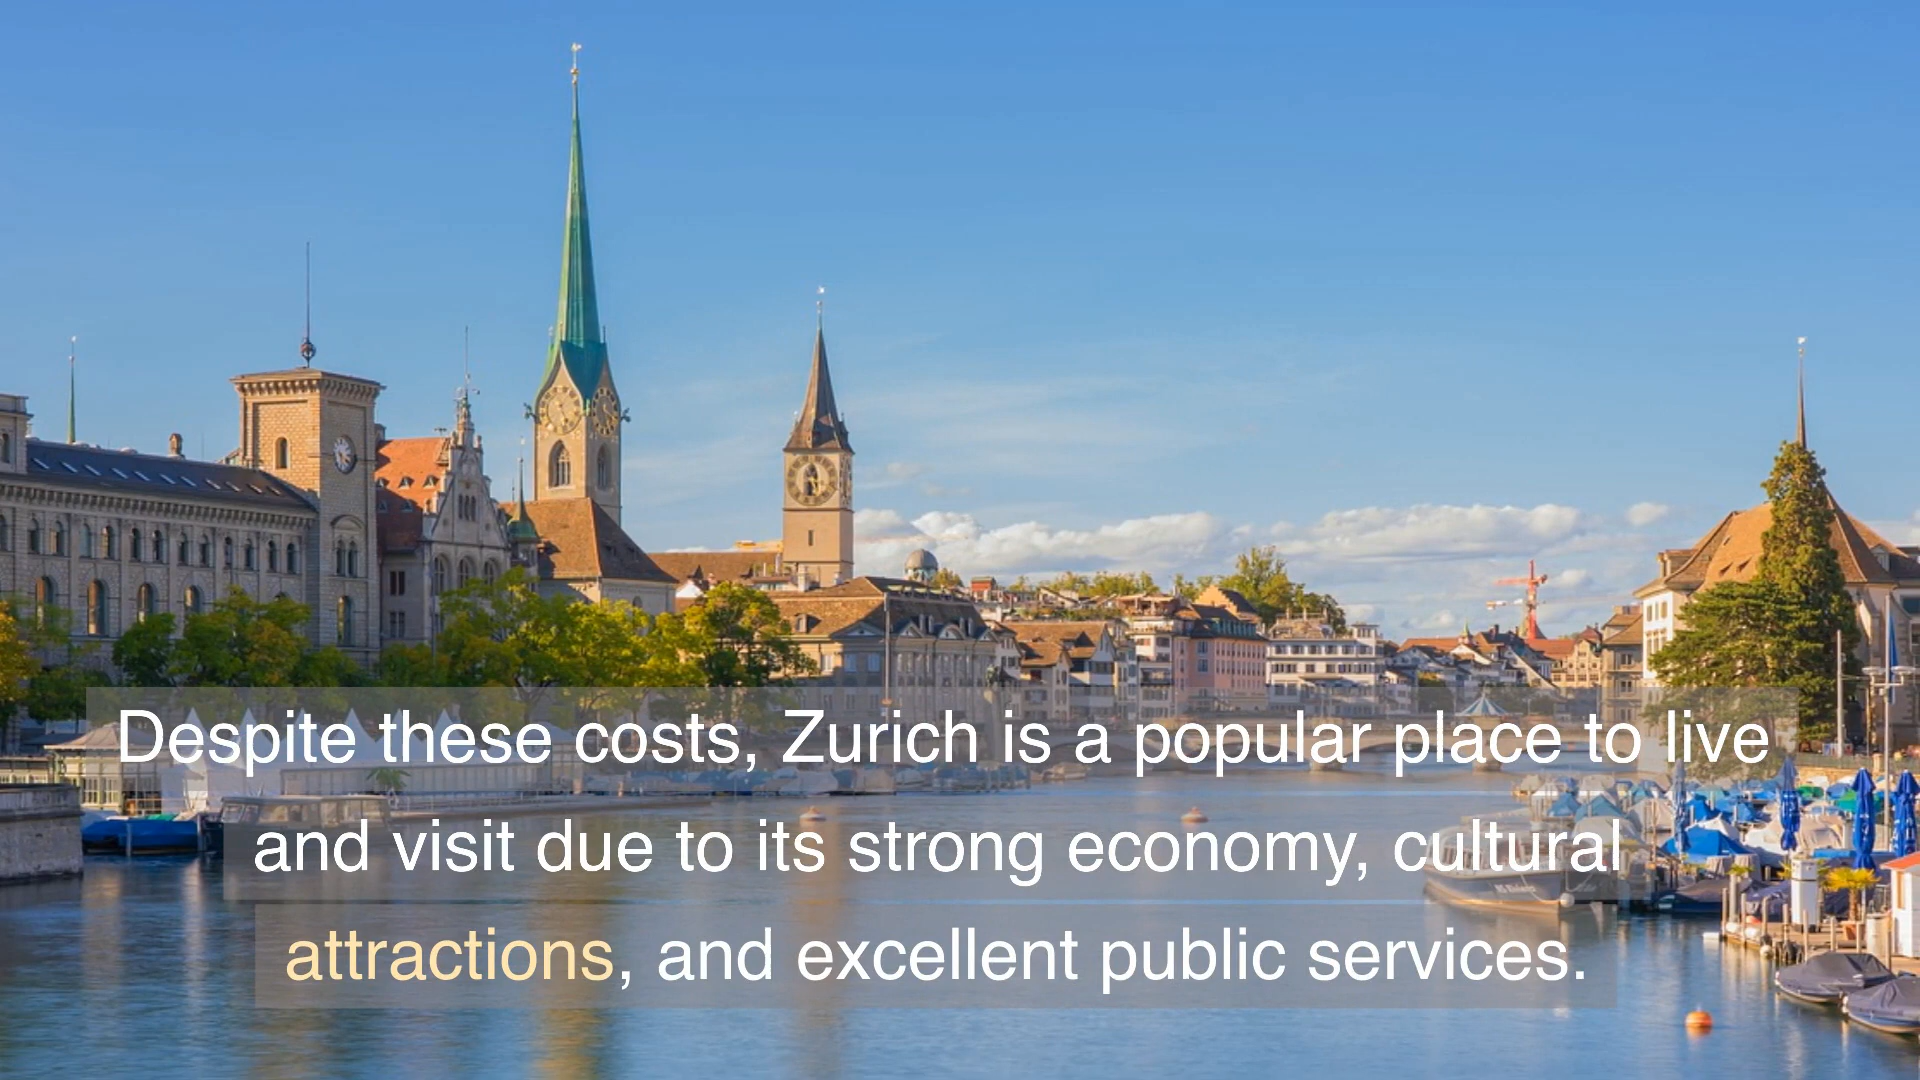 Despite these costs, Zurich is a popular place to live
and visit due to its strong economy, cultural
attractions, and excellent public services.